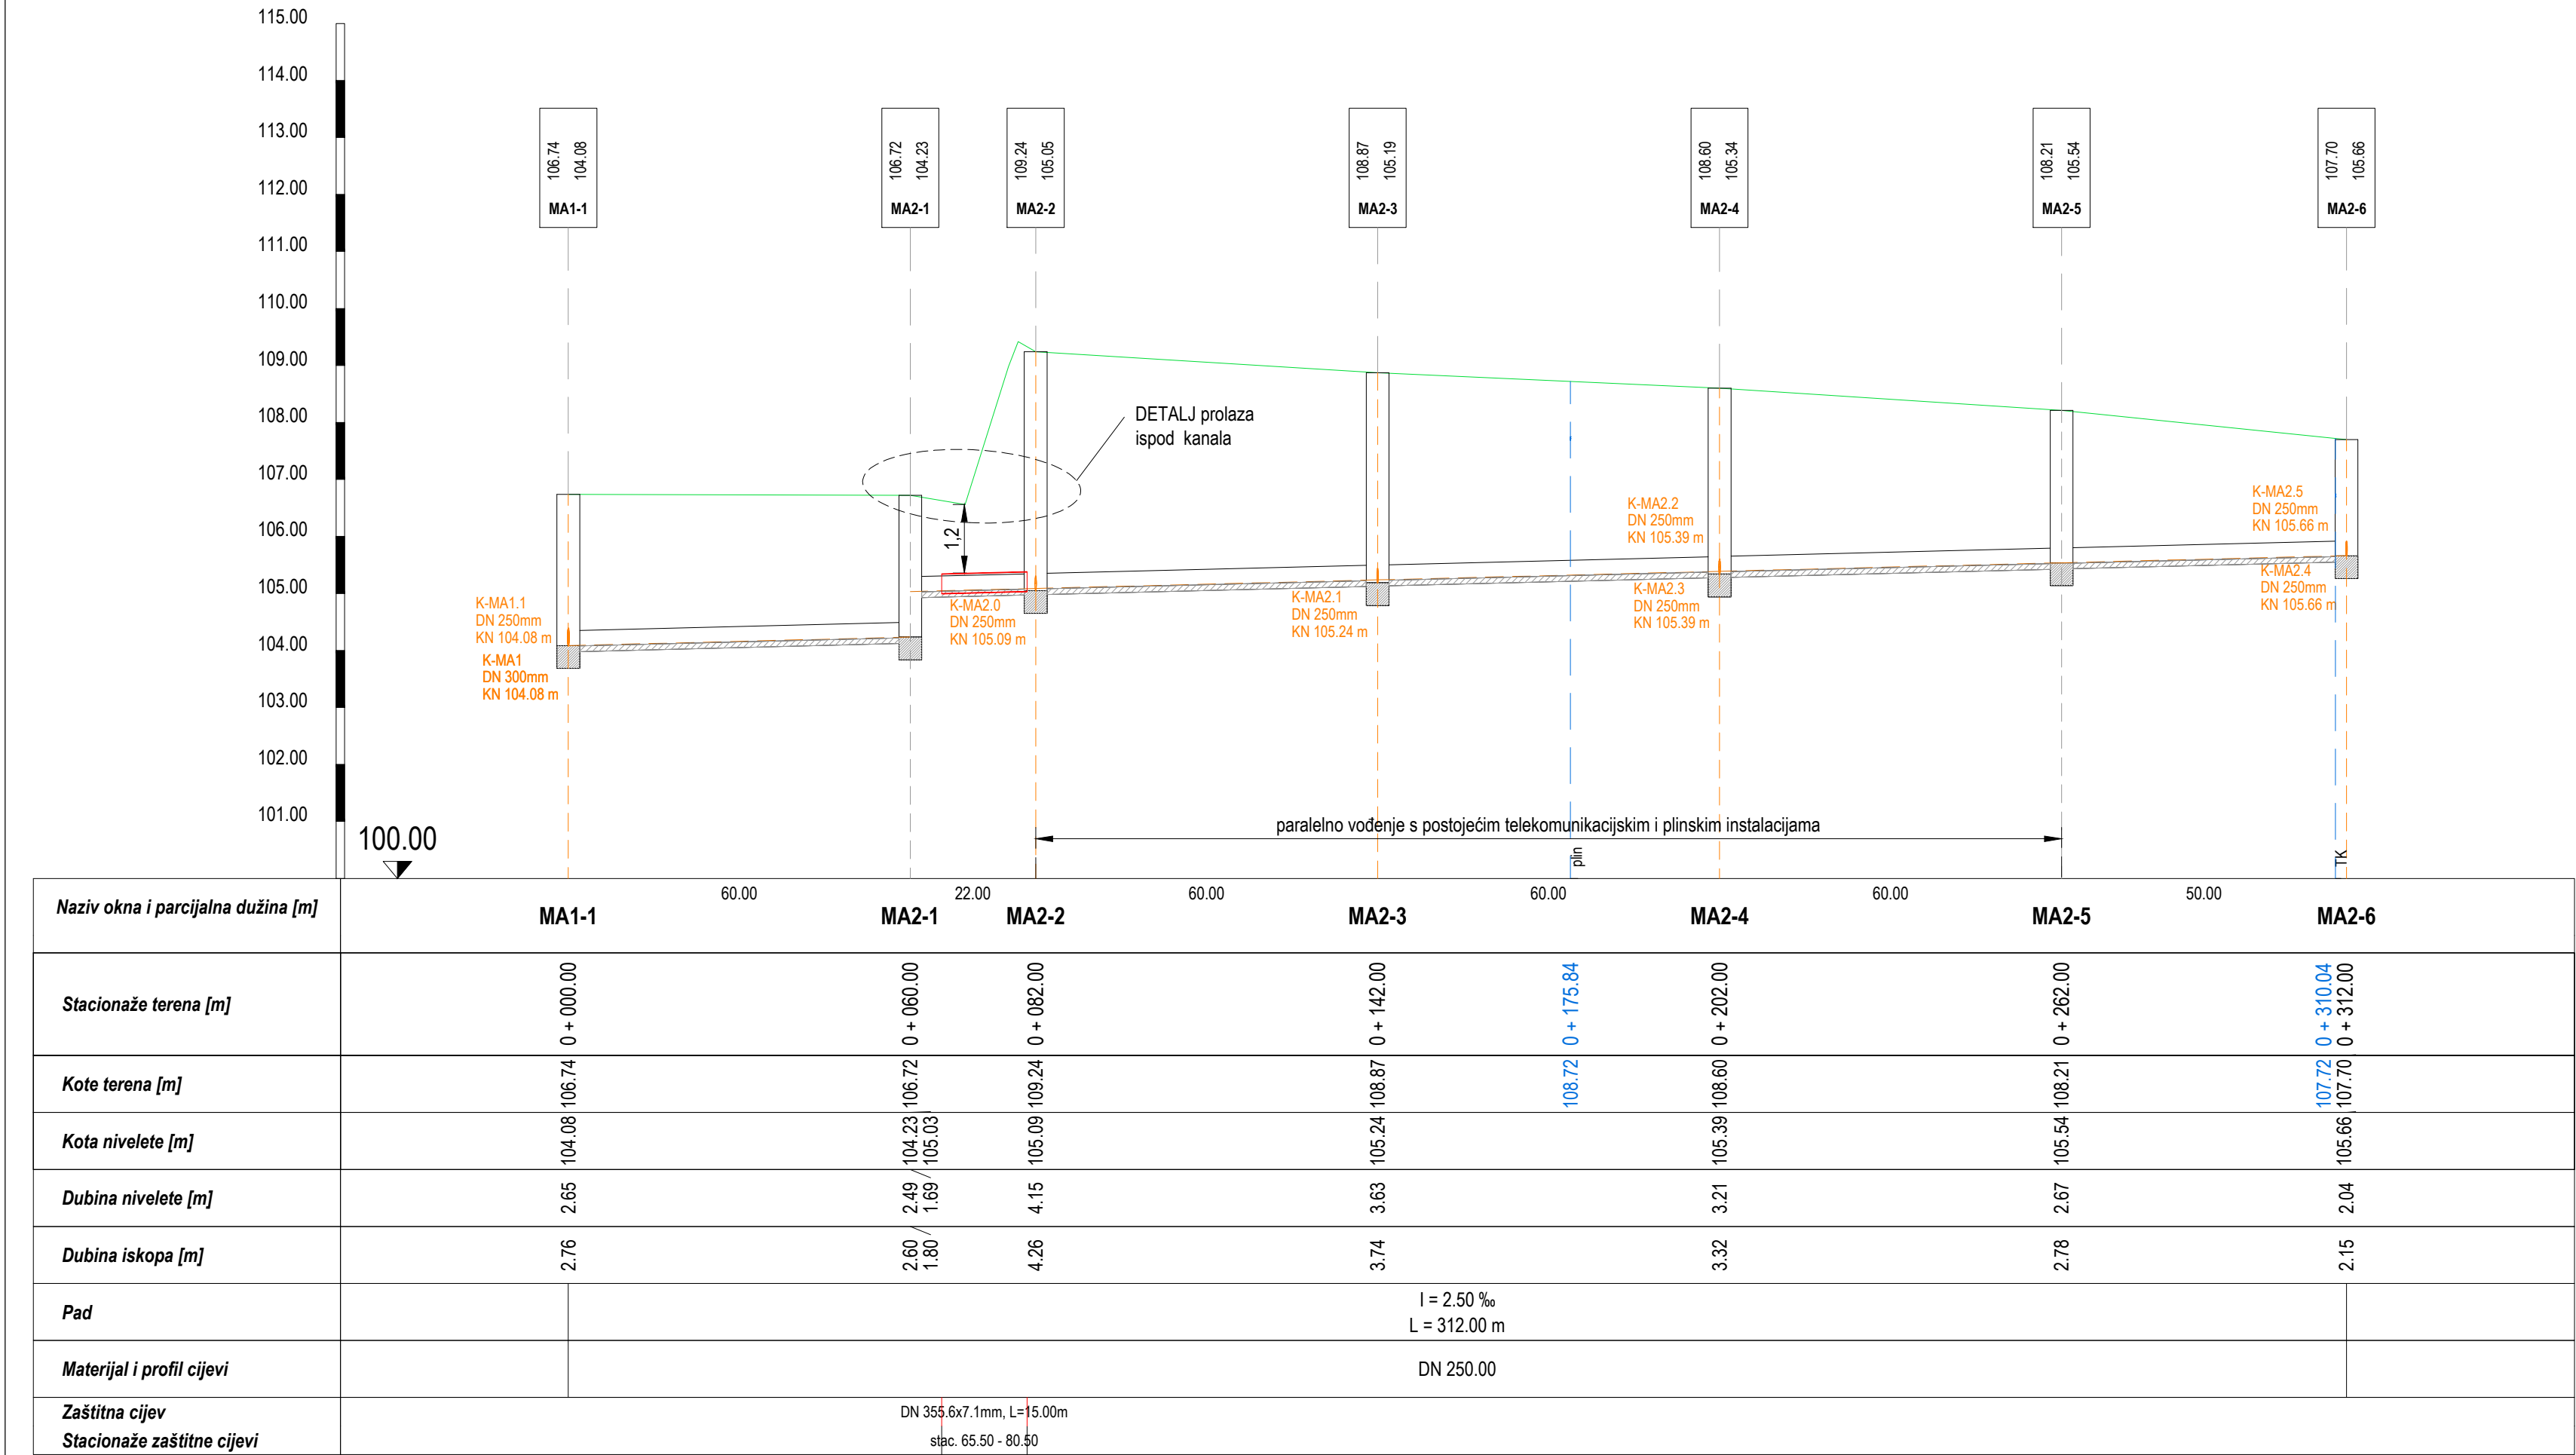 115.00
114.00
113.00
112.00
111.00
110.00
109.00
108.00
107.00
106.00
105.00
104.00
103.00
102.00
101.00
100.00
106.74
104.08
MA1-1
106.72
104.23
MA2-1
109.24
105.05
MA2-2
108.87
105.19
MA2-3
108.60
105.34
MA2-4
108.21
105.54
MA2-5
107.70
105.66
MA2-6
DETALJ prolaza
ispod kanala
1,2
K-MA1.1
DN 250mm
KN 104.08 m
K-MA1
DN 300mm
KN 104.08 m
K-MA2.0
DN 250mm
KN 105.09 m
K-MA2.1
DN 250mm
KN 105.24 m
K-MA2.2
DN 250mm
KN 105.39 m
K-MA2.3
DN 250mm
KN 105.39 m
K-MA2.5
DN 250mm
KN 105.66 m
K-MA2.4
DN 250mm
KN 105.66 m
paralelno vođenje s postojećim telekomunikacijskim i plinskim instalacijama
plin
TK
Naziv okna i parcijalna dužina [m]
60.00 22.00 60.00 60.00 60.00 50.00
MA1-1 MA2-1 MA2-2 MA2-3 MA2-4 MA2-5 MA2-6
Stacionaže terena [m]
0 + 000.00
0 + 060.00
0 + 082.00
0 + 142.00
0 + 175.84
0 + 202.00
0 + 262.00
0 + 310.04
0 + 312.00
Kote terena [m]
106.74
106.72
109.24
108.87
108.72
108.60
108.21
107.72
107.70
Kota nivelete [m]
104.08
104.23
105.03
105.09
105.24
105.39
105.54
105.66
Dubina nivelete [m]
2.65
2.49
1.69
4.15
3.63
3.21
2.67
2.04
Dubina iskopa [m]
2.76
2.60
1.80
4.26
3.74
3.32
2.78
2.15
Pad
I = 2.50 ‰
L = 312.00 m
Materijal i profil cijevi
DN 250.00
Zaštitna cijev
DN 355.6x7.1mm, L=15.00m
Stacionaže zaštitne cijevi
stac. 65.50 - 80.50